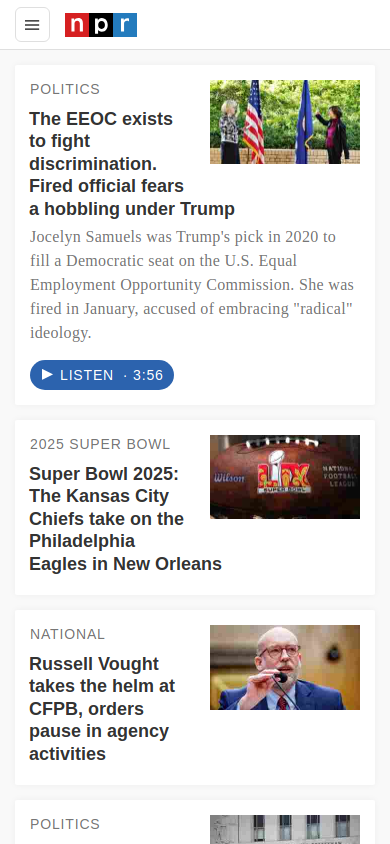 npr
POLITICS
The EEOC exists
to fight
discrimination.
Fired official fears
a hobbling under Trump
Jocelyn Samuels was Trump's pick in 2020 to
fill a Democratic seat on the U.S. Equal
Employment Opportunity Commission. She was
fired in January, accused of embracing "radical"
ideology.
LISTEN · 3:56
2025 SUPER BOWL
Super Bowl 2025:
The Kansas City
Chiefs take on the
Philadelphia
Eagles in New Orleans
Wilson
LIX
SUPER BOWL
NATIONAL
FOOTBALL
LEAGUE
NATIONAL
Russell Vought
takes the helm at
CFPB, orders
pause in agency
activities
POLITICS